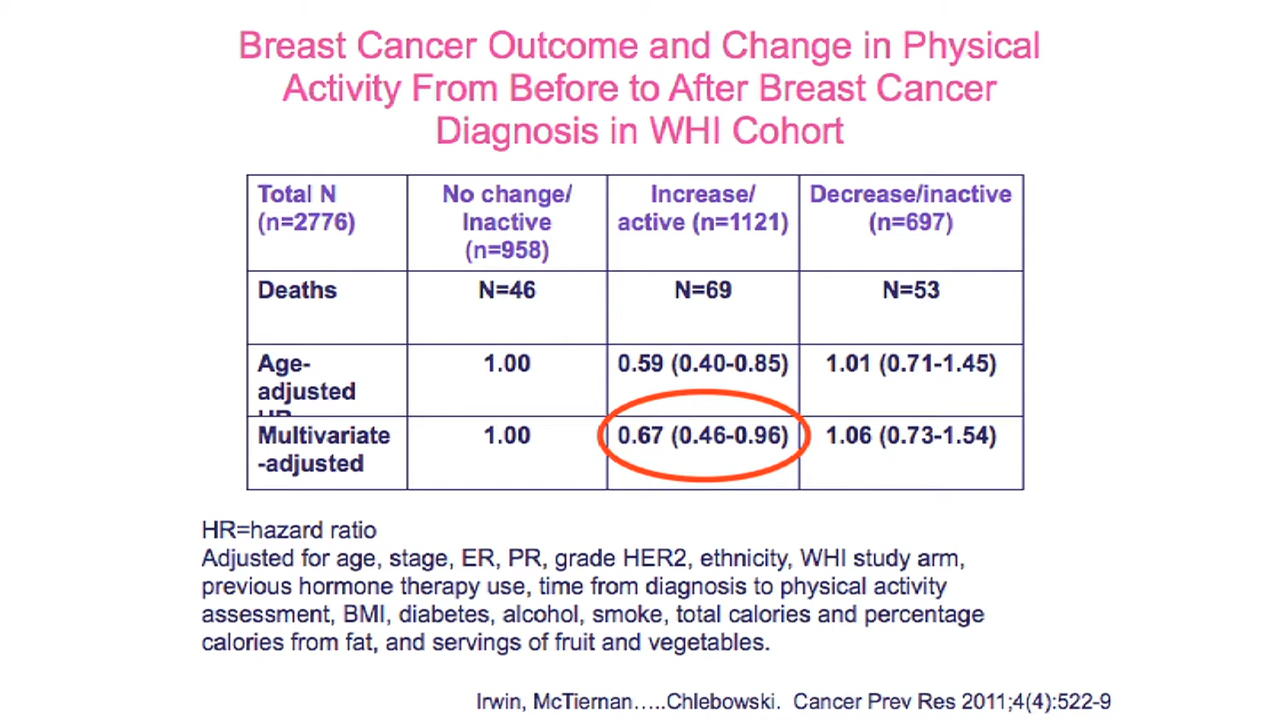 Breast Cancer Outcome and Change in Physical
Activity From Before to After Breast Cancer
Diagnosis in WHI Cohort
Total N
(n=2776)
No change/
Inactive
(n=958)
Increase/
active (n=1121)
Decrease/inactive
(n=697)
Deaths
N=46
N=69
N=53
Age-
adjusted
HR
1.00
0.59 (0.40-0.85)
1.01 (0.71-1.45)
Multivariate
-adjusted
1.00
0.67 (0.46-0.96)
1.06 (0.73-1.54)
HR=hazard ratio
Adjusted for age, stage, ER, PR, grade HER2, ethnicity, WHI study arm,
previous hormone therapy use, time from diagnosis to physical activity
assessment, BMI, diabetes, alcohol, smoke, total calories and percentage
calories from fat, and servings of fruit and vegetables.
Irwin, McTiernan…..Chlebowski. Cancer Prev Res 2011;4(4):522-9